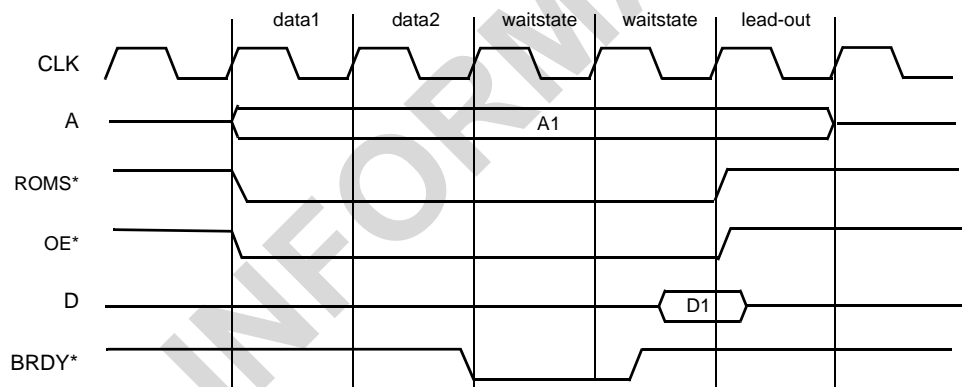 data1 data2 waitstate waitstate lead-out
CLK
A
A1
ROMS*
OE*
D
D1
BRDY*